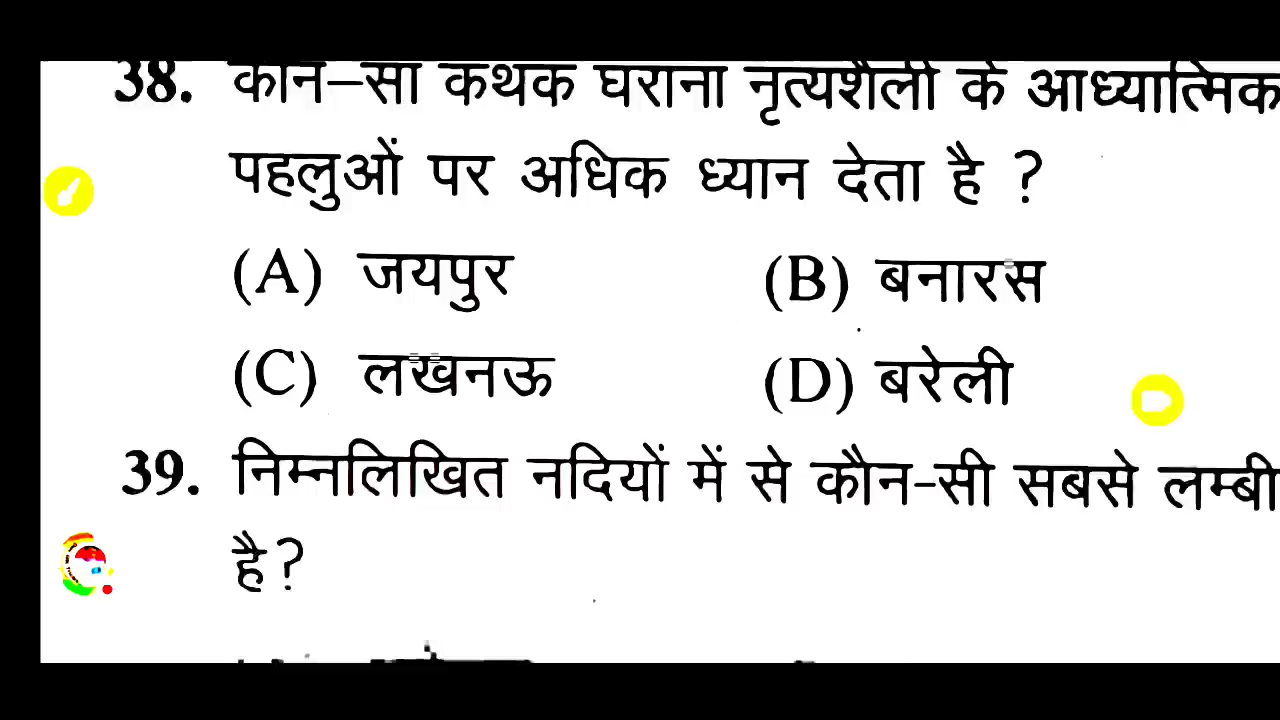 38. कौन–सा कथक घराना नृत्यशैली के आध्यात्मिक
पहलुओं पर अधिक ध्यान देता है ?
(A) जयपुर (B) बनारस
(C) लखनऊ (D) बरेली
39. निम्नलिखित नदियों में से कौन-सी सबसे लम्बी
है?